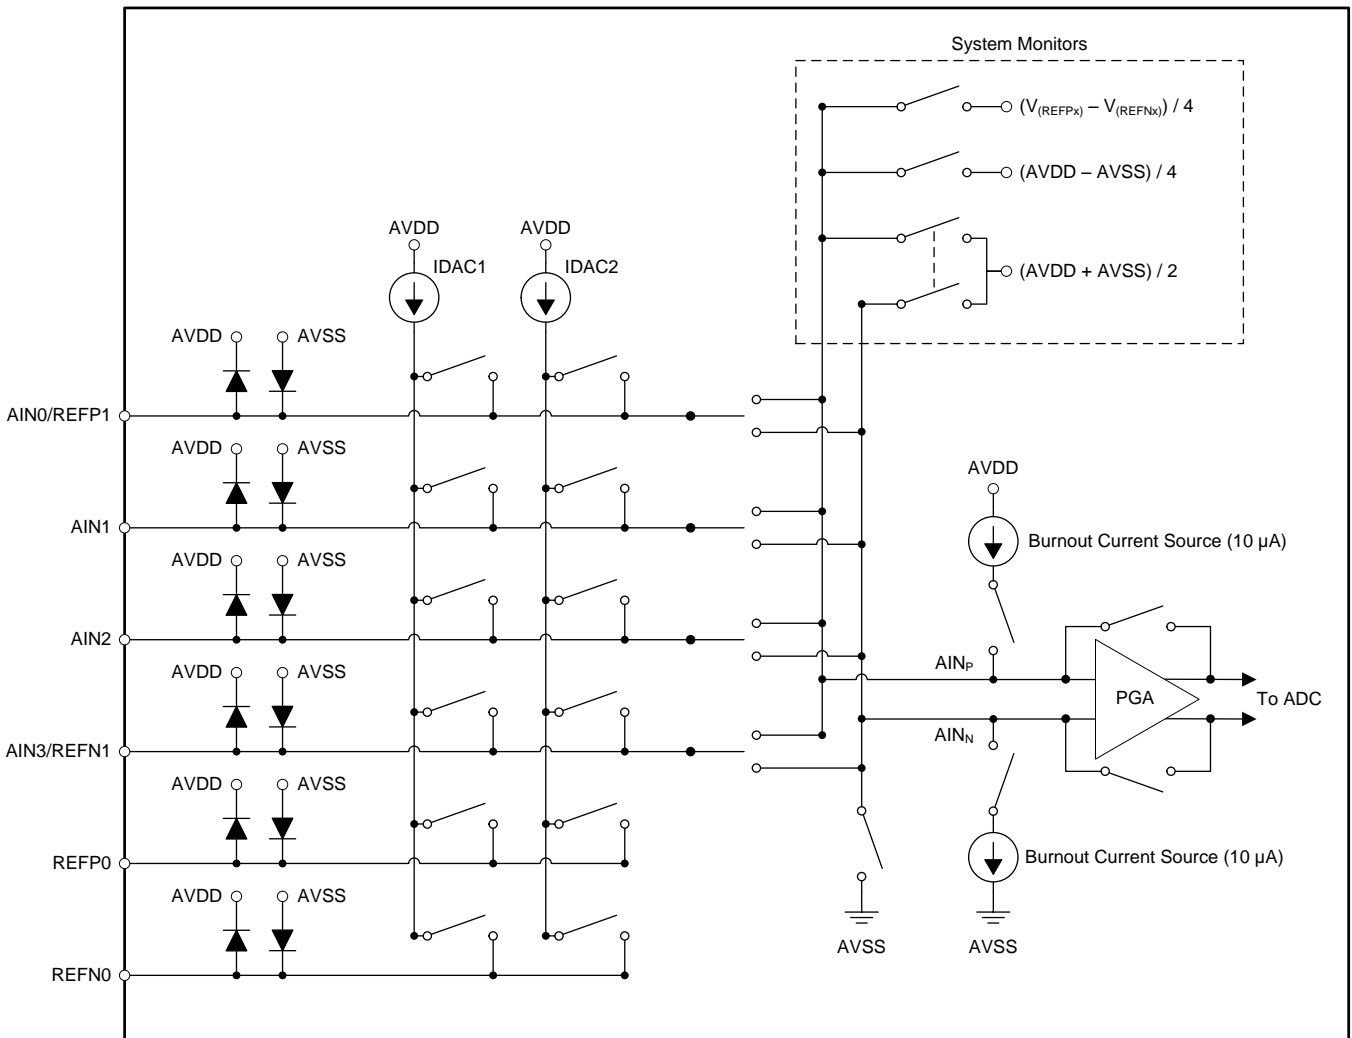 System Monitors
(V(REFPx) – V(REFNx)) / 4
(AVDD – AVSS) / 4
(AVDD + AVSS) / 2
AVDD
AVDD
IDAC1
IDAC2
AVDD
AVSS
AIN0/REFP1
AVDD
AVSS
AIN1
AVDD
AVSS
AIN2
AVDD
AVSS
AIN3/REFN1
AVDD
AVSS
REFP0
AVDD
AVSS
REFN0
AVDD
Burnout Current Source (10 µA)
AINP
PGA
To ADC
AINN
Burnout Current Source (10 µA)
AVSS
AVSS